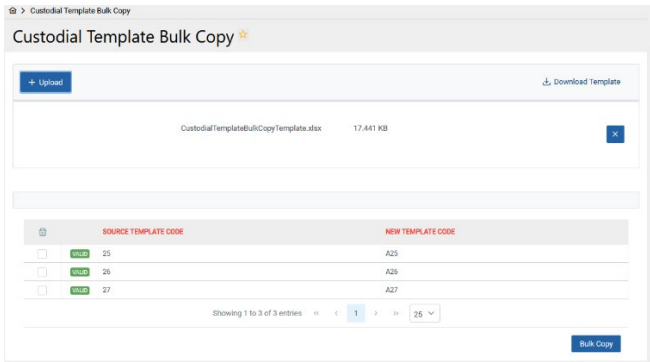 > Custodial Template Bulk Copy
Custodial Template Bulk Copy
+ Upload
Download Template
CustodialTemplateBulkCopyTemplate.xlsx 17.441 KB
×
SOURCE TEMPLATE CODE NEW TEMPLATE CODE
VALID 25 A25
VALID 26 A26
VALID 27 A27
Showing 1 to 3 of 3 entries « ‹ 1 › » 25
Bulk Copy